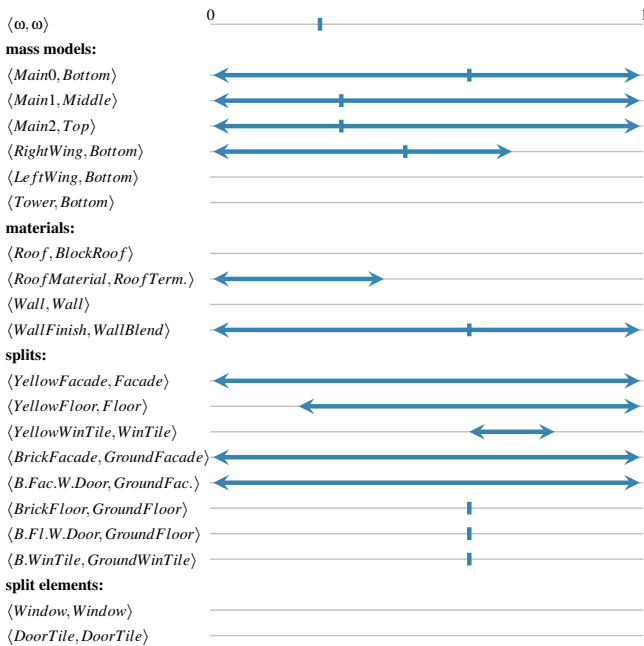 0 1
⟨ω, ω⟩
mass models:
⟨Main0, Bottom⟩
⟨Main1, Middle⟩
⟨Main2, Top⟩
⟨RightWing, Bottom⟩
⟨LeftWing, Bottom⟩
⟨Tower, Bottom⟩
materials:
⟨Roof, BlockRoof⟩
⟨RoofMaterial, RoofTerm.⟩
⟨Wall, Wall⟩
⟨WallFinish, WallBlend⟩
splits:
⟨YellowFacade, Facade⟩
⟨YellowFloor, Floor⟩
⟨YellowWinTile, WinTile⟩
⟨BrickFacade, GroundFacade⟩
⟨B.Fac.W.Door, GroundFac.⟩
⟨BrickFloor, GroundFloor⟩
⟨B.Fl.W.Door, GroundFloor⟩
⟨B.WinTile, GroundWinTile⟩
split elements:
⟨Window, Window⟩
⟨DoorTile, DoorTile⟩